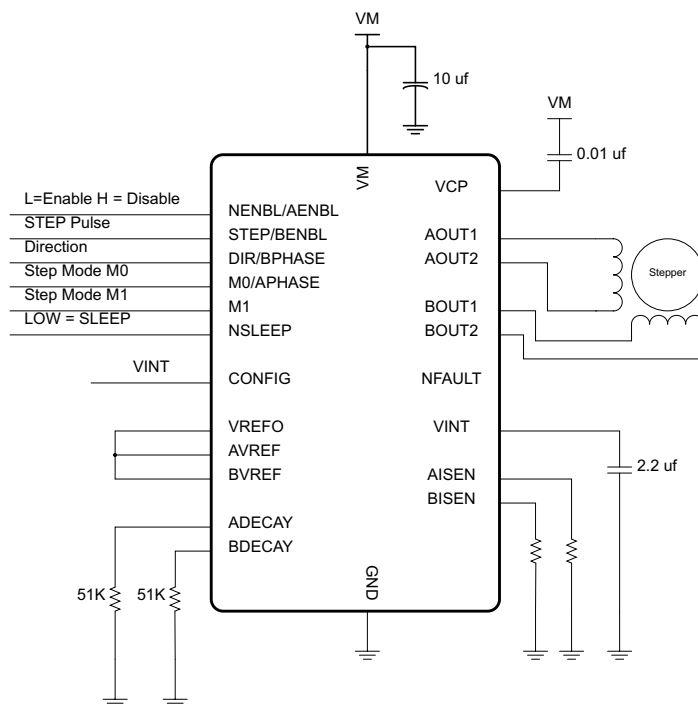 VM
10 uf
VM
0.01 uf
VM
VCP
L=Enable H = Disable
NENBL/AENBL
STEP Pulse
STEP/BENBL
AOUT1
Direction
DIR/BPHASE
AOUT2
Stepper
Step Mode M0
M0/APHASE
Step Mode M1
M1
BOUT1
LOW = SLEEP
NSLEEP
BOUT2
VINT
CONFIG
NFAULT
VREFO
VINT
AVREF
2.2 uf
BVREF
AISEN
BISEN
ADECAY
BDECAY
51K
51K
GND